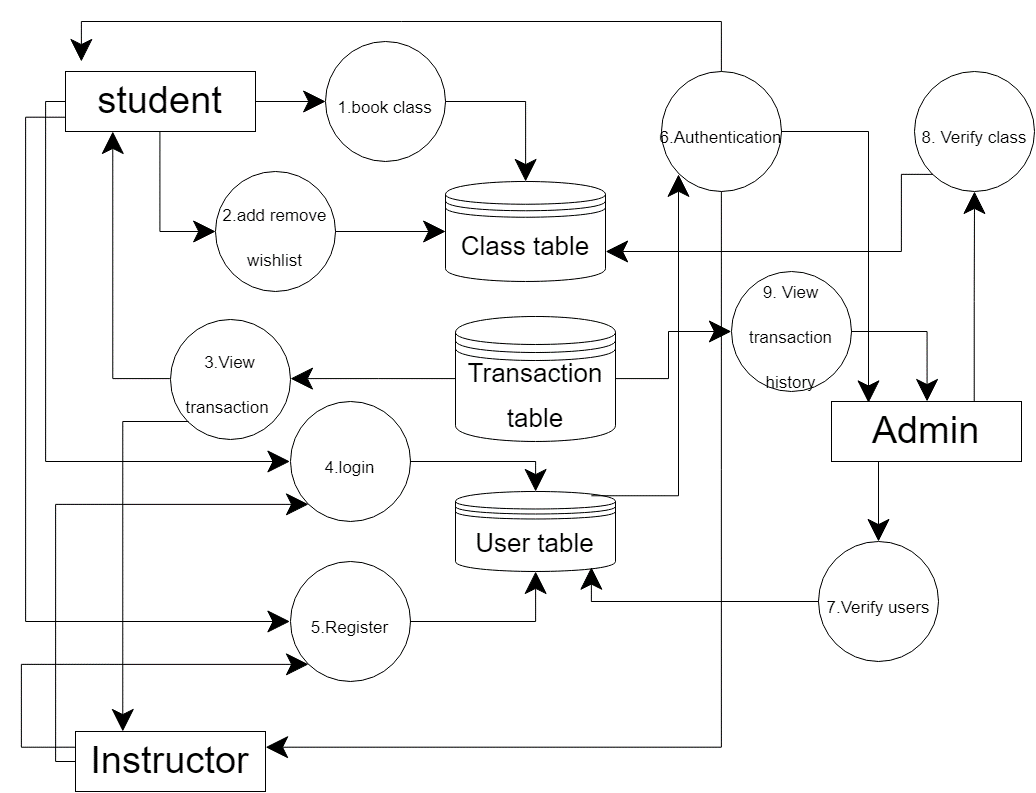 student
1.book class
6.Authentication
8. Verify class
2.add remove
wishlist
Class table
9. View
transaction
history
3.View
transaction
Transaction
table
Admin
4.login
User table
5.Register
7.Verify users
Instructor